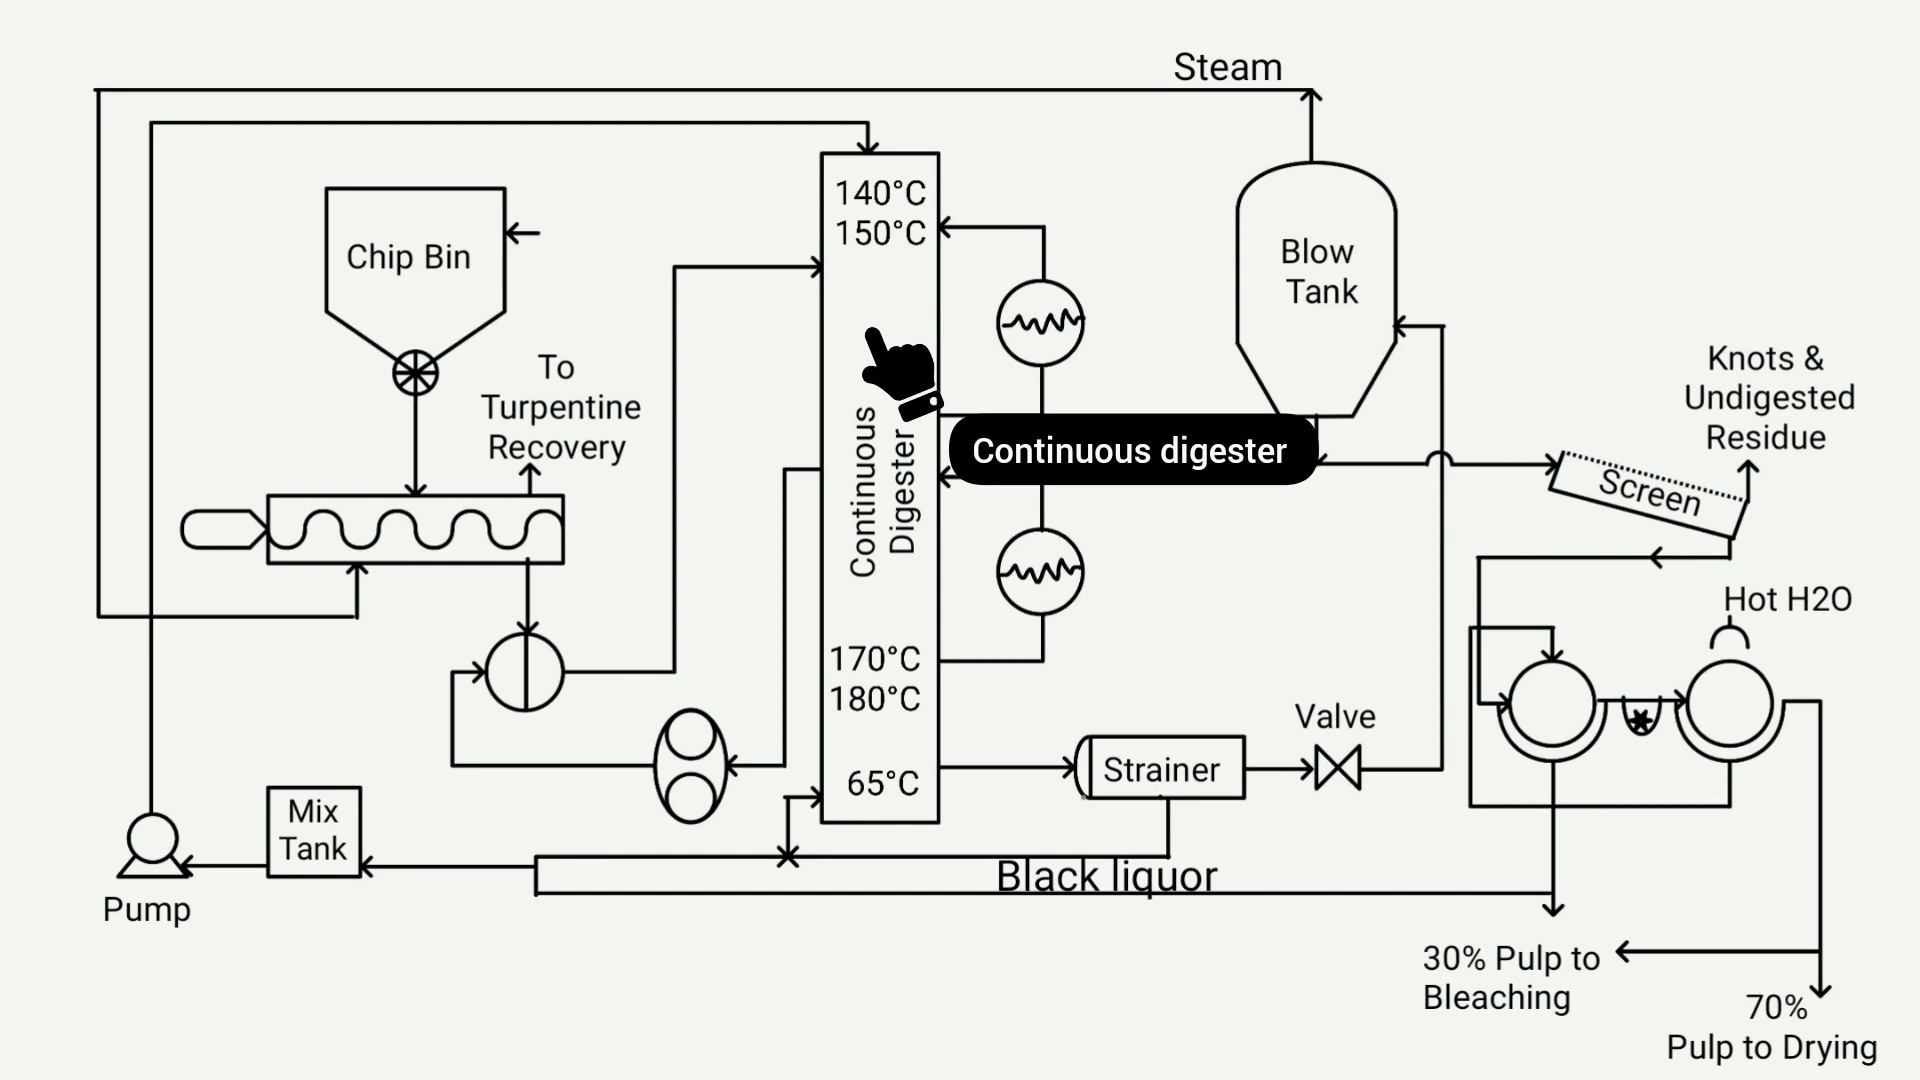 Steam
140°C
150°C
Chip Bin
Blow
Tank
To
Turpentine
Recovery
Knots &
Undigested
Residue
Continuous
Digester
Continuous digester
Screen
Hot H2O
170°C
180°C
Valve
65°C
Strainer
Mix
Tank
Black liquor
Pump
30% Pulp to
Bleaching
70%
Pulp to Drying